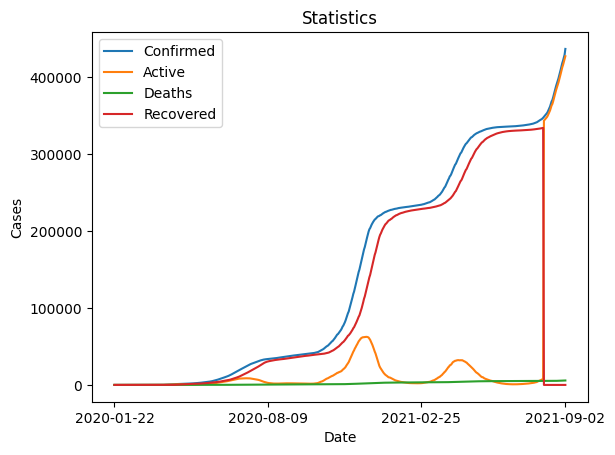 Statistics
Confirmed
Active
Deaths
Recovered
400000
300000
200000
100000
0
Cases
2020-01-22
2020-08-09
2021-02-25
2021-09-02
Date